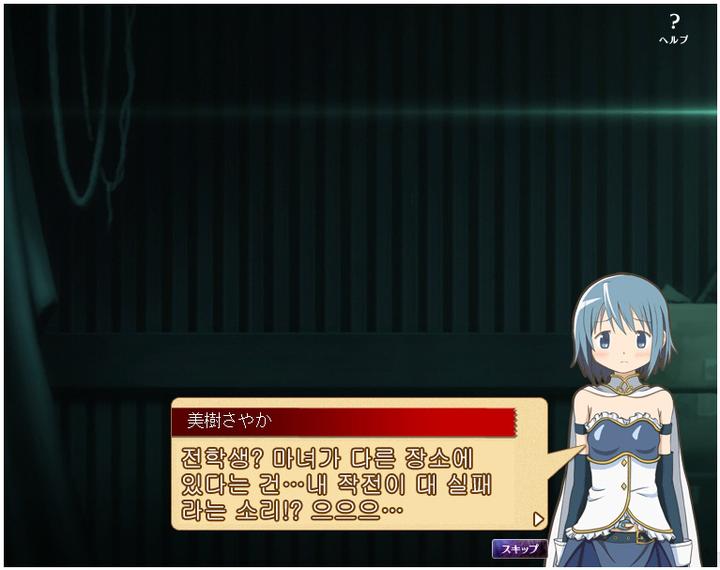 ?
ヘルプ
美樹さやか
전학생? 마녀가 다른 장소에
있다는 건…내 작전이 대 실패
라는 소리!? 으으으…
スキップ